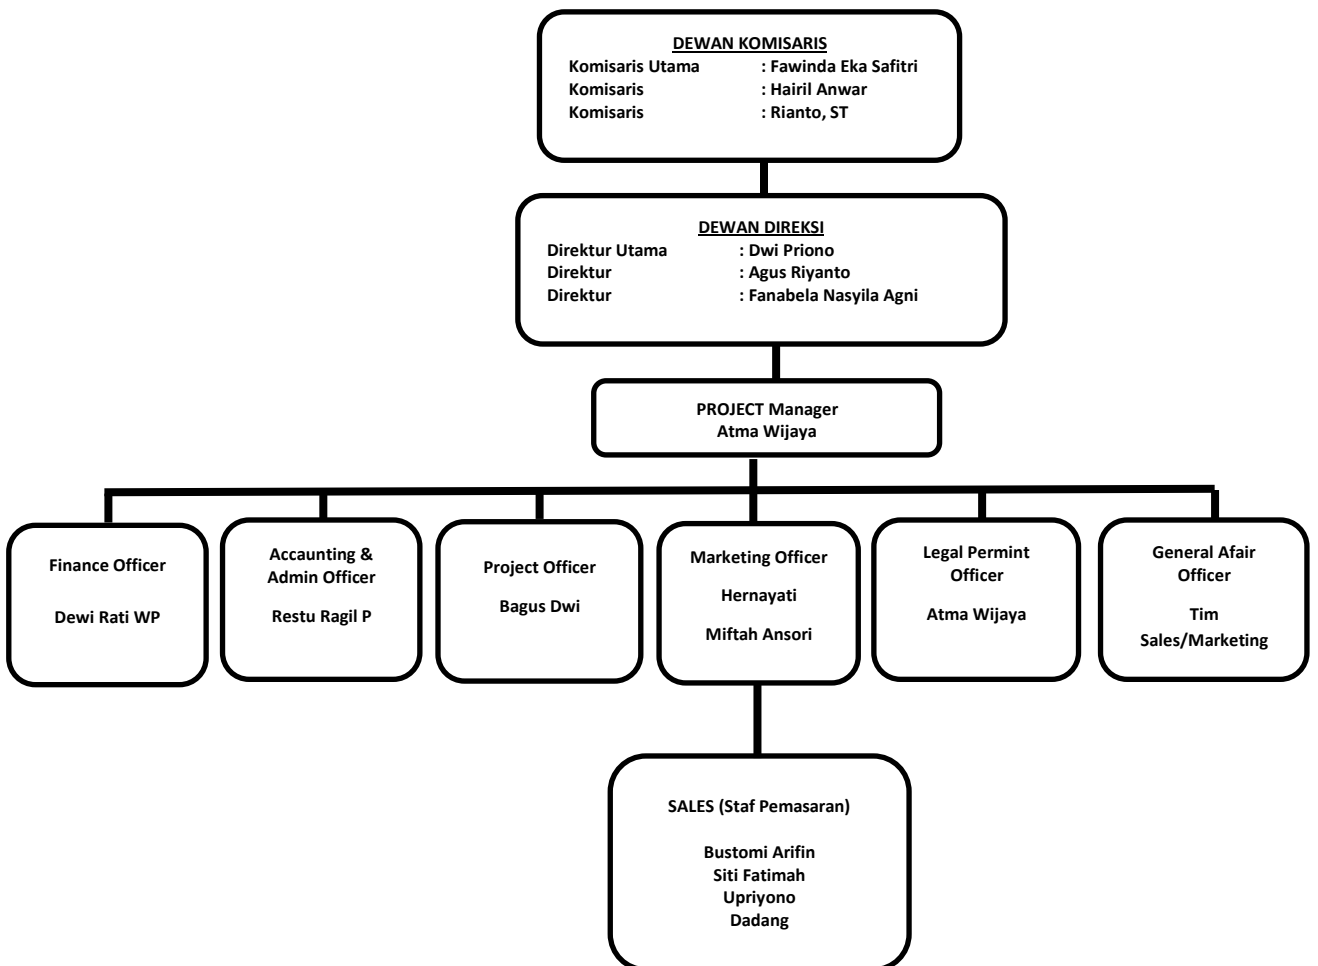 DEWAN KOMISARIS
Komisaris Utama : Fawinda Eka Safitri
Komisaris : Hairil Anwar
Komisaris : Rianto, ST
DEWAN DIREKSI
Direktur Utama : Dwi Priono
Direktur : Agus Riyanto
Direktur : Fanabela Nasyila Agni
PROJECT Manager
Atma Wijaya
Finance Officer
Dewi Rati WP
Accaunting &
Admin Officer
Restu Ragil P
Project Officer
Bagus Dwi
Marketing Officer
Hernayati
Miftah Ansori
Legal Permint
Officer
Atma Wijaya
General Afair
Officer
Tim
Sales/Marketing
SALES (Staf Pemasaran)
Bustomi Arifin
Siti Fatimah
Upriyono
Dadang